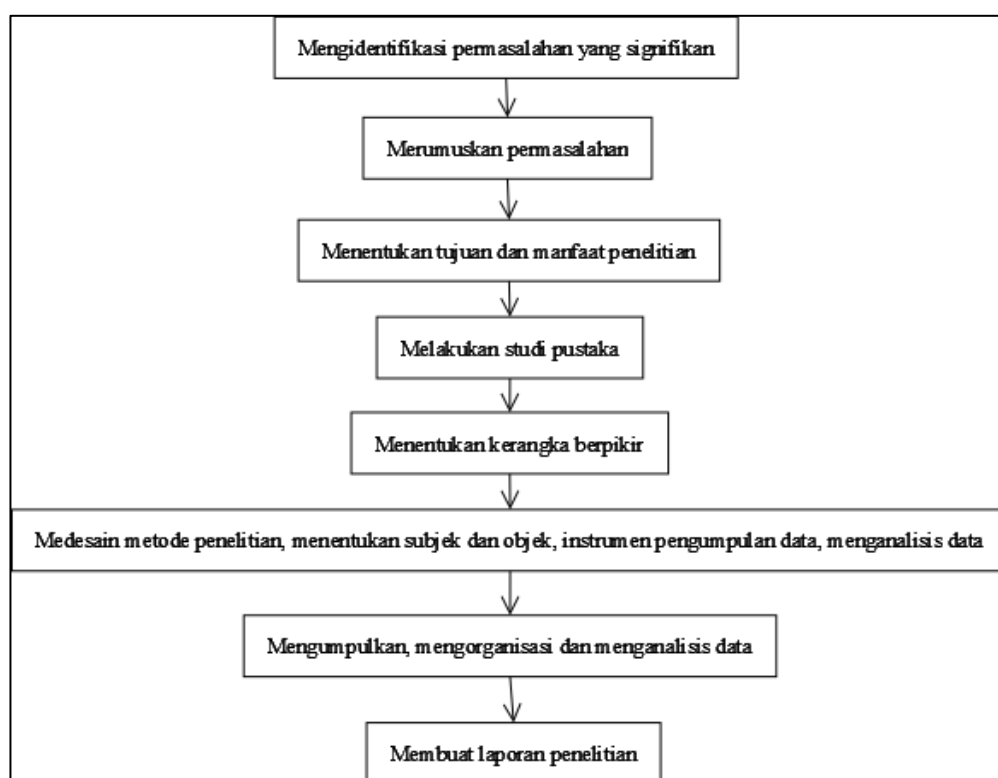 Mengidentifikasi permasalahan yang signifikan
Merumuskan permasalahan
Menentukan tujuan dan manfaat penelitian
Melakukan studi pustaka
Menentukan kerangka berpikir
Medesain metode penelitian, menentukan subjek dan objek, instrumen pengumpulan data, menganalisis data
Mengumpulkan, mengorganisasi dan menganalisis data
Membuat laporan penelitian